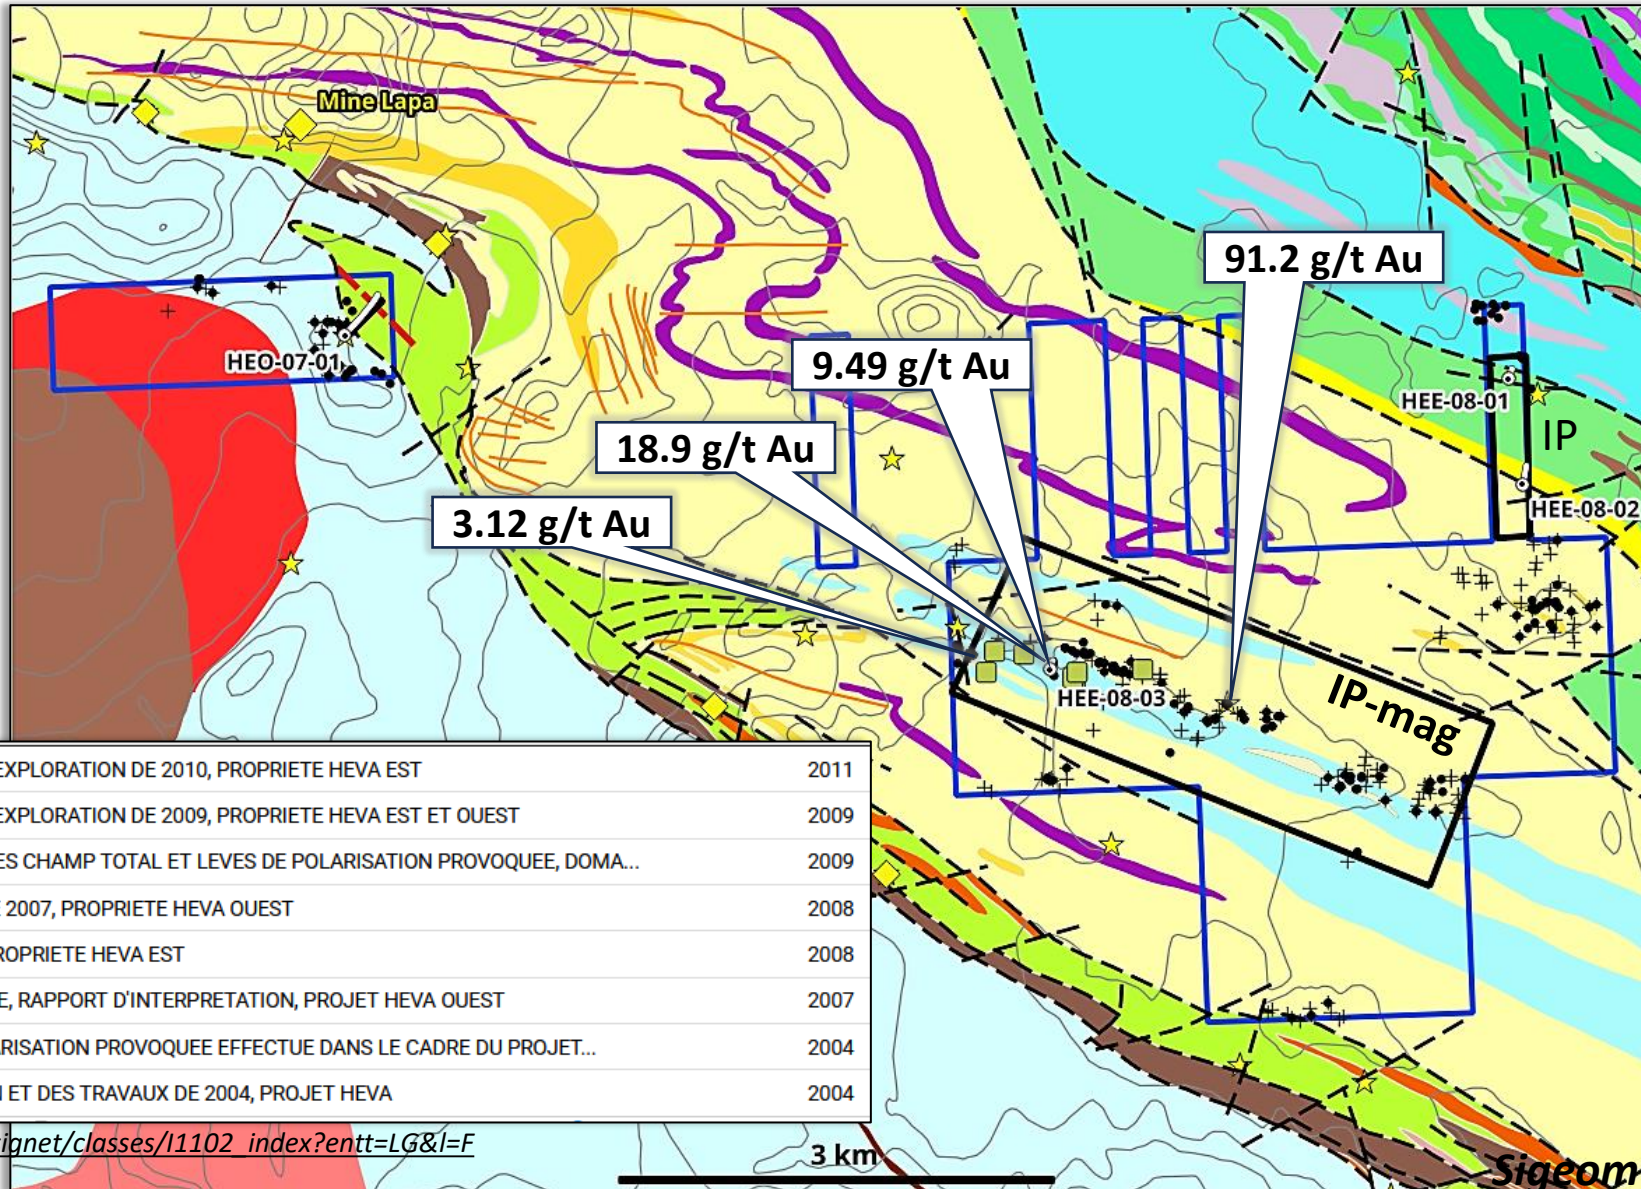 Mine Lapa
91.2 g/t Au
9.49 g/t Au
HEO-07-01
HEE-08-01
IP
18.9 g/t Au
HEE-08-02
3.12 g/t Au
HEE-08-03
IP-mag
EXPLORATION DE 2010, PROPRIETE HEVA EST 2011
EXPLORATION DE 2009, PROPRIETE HEVA EST ET OUEST 2009
ES CHAMP TOTAL ET LEVES DE POLARISATION PROVOQUEE, DOMA... 2009
2007, PROPRIETE HEVA OUEST 2008
ROPRIETE HEVA EST 2008
E, RAPPORT D'INTERPRETATION, PROJET HEVA OUEST 2007
ARISATION PROVOQUEE EFFECTUE DANS LE CADRE DU PROJET... 2004
ET DES TRAVAUX DE 2004, PROJET HEVA 2004
ignet/classes/I1102_index?entt=LG&l=F
3 km
Sigeom